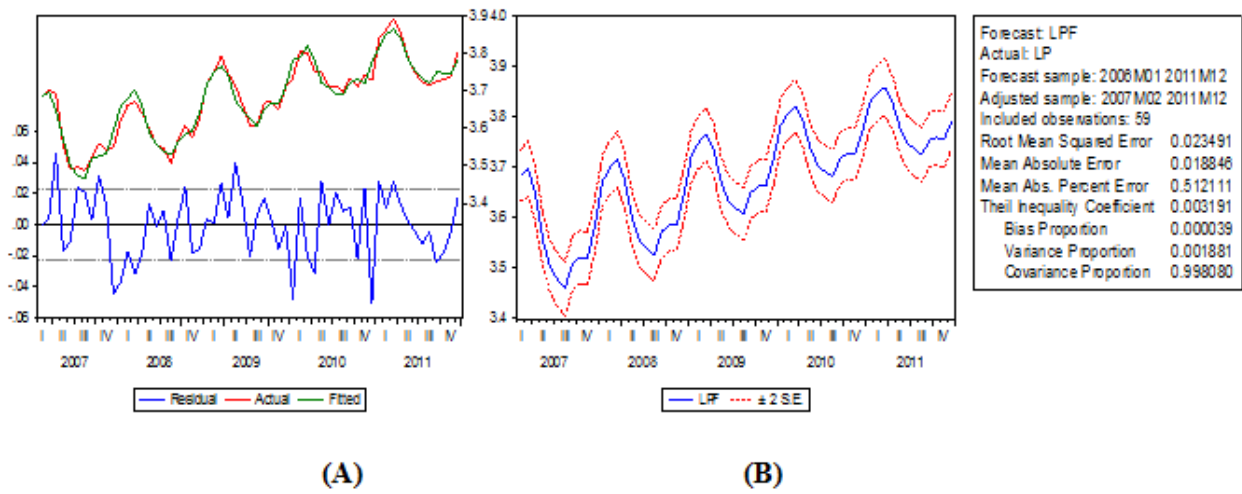 3.9
3.8
3.7
3.6
3.5
3.4
.06
.04
.02
.00
-.02
-.04
-.06
I II III IV I II III IV I II III IV I II III IV I II III IV
2007 2008 2009 2010 2011
Residual Actual Fitted
(A)
4.0
3.9
3.8
3.7
3.6
3.5
3.4
I II III IV I II III IV I II III IV I II III IV I II III IV
2007 2008 2009 2010 2011
LPF ± 2 S.E.
(B)
Forecast: LPF
Actual: LP
Forecast sample: 2006M01 2011M12
Adjusted sample: 2007M02 2011M12
Included observations: 59
Root Mean Squared Error 0.023491
Mean Absolute Error 0.018846
Mean Abs. Percent Error 0.512111
Theil Inequality Coefficient 0.003191
Bias Proportion 0.000039
Variance Proportion 0.001881
Covariance Proportion 0.998080